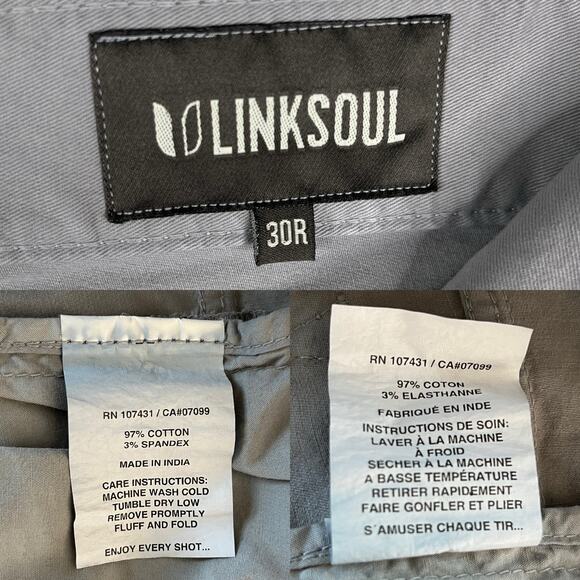 LINKSOUL
30R
RN 107431 / CA#07099
97% COTTON
3% SPANDEX
MADE IN INDIA
CARE INSTRUCTIONS:
MACHINE WASH COLD
TUMBLE DRY LOW
REMOVE PROMPTLY
FLUFF AND FOLD
ENJOY EVERY SHOT...
RN 107431 / CA#07099
97% COTON
3% ELASTHANNE
FABRIQUÉ EN INDE
INSTRUCTIONS DE SOIN:
LAVER À LA MACHINE
À FROID
SÉCHER À LA MACHINE
A BASSE TEMPÉRATURE
RETIRER RAPIDEMENT
FAIRE GONFLER ET PLIER
S'AMUSER CHAQUE TIR...